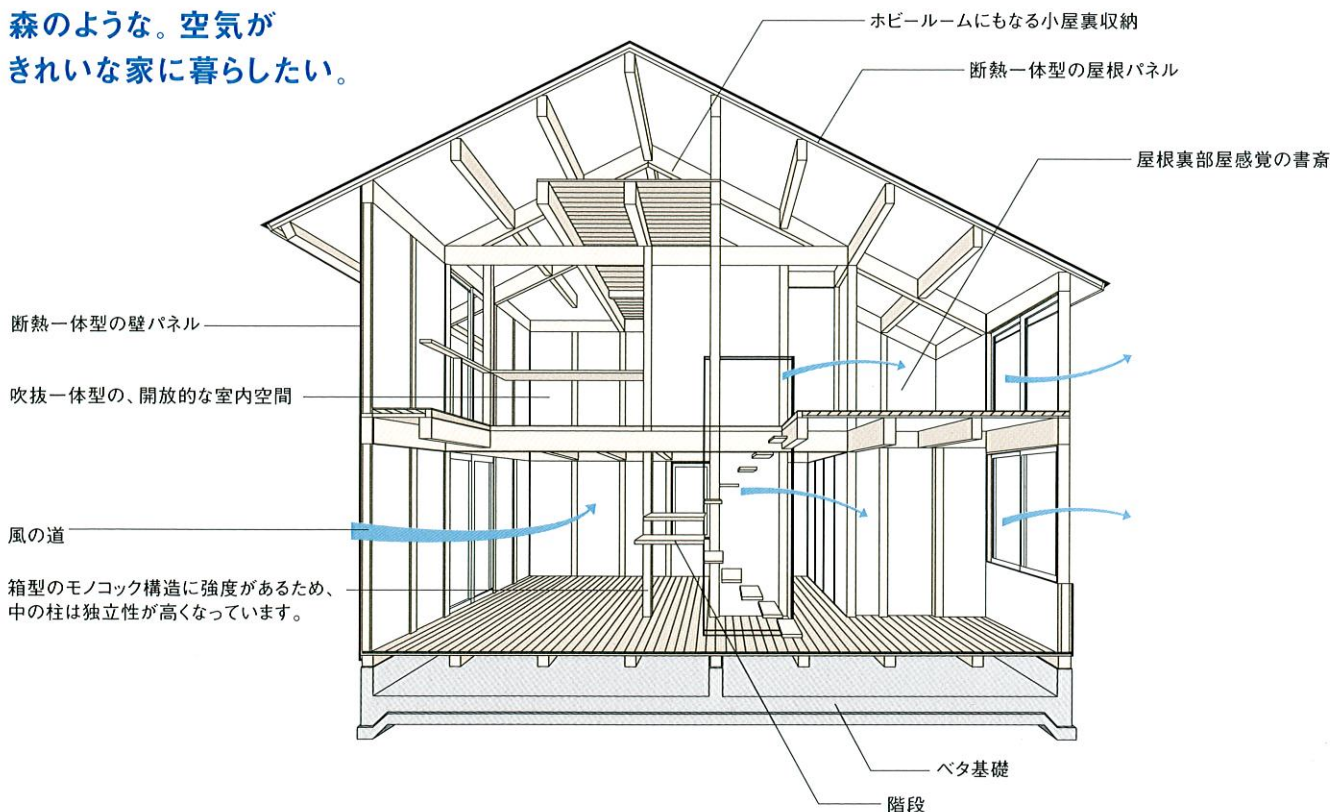 森のような。空気が
きれいな家に暮らしたい。
ホビールームにもなる小屋裏収納
断熱一体型の屋根パネル
屋根裏部屋感覚の書斎
断熱一体型の壁パネル
吹抜一体型の、開放的な室内空間
風の道
箱型のモノコック構造に強度があるため、
中の柱は独立性が高くなっています。
ベタ基礎
階段